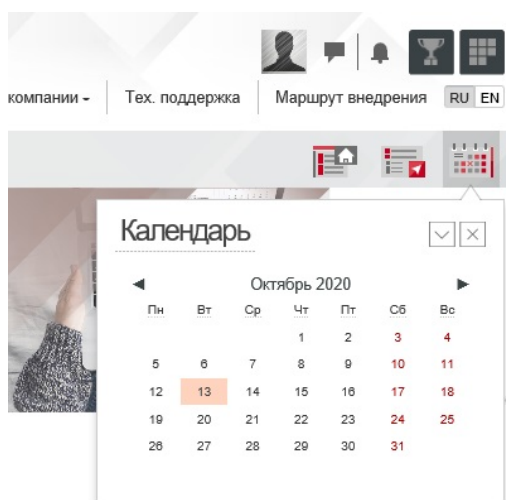 компании
Тех. поддержка
Маршрут внедрения
RU EN
Календарь
Октябрь 2020
Пн Вт Ср Чт Пт Сб Вс
1 2 3 4
5 6 7 8 9 10 11
12 13 14 15 16 17 18
19 20 21 22 23 24 25
26 27 28 29 30 31